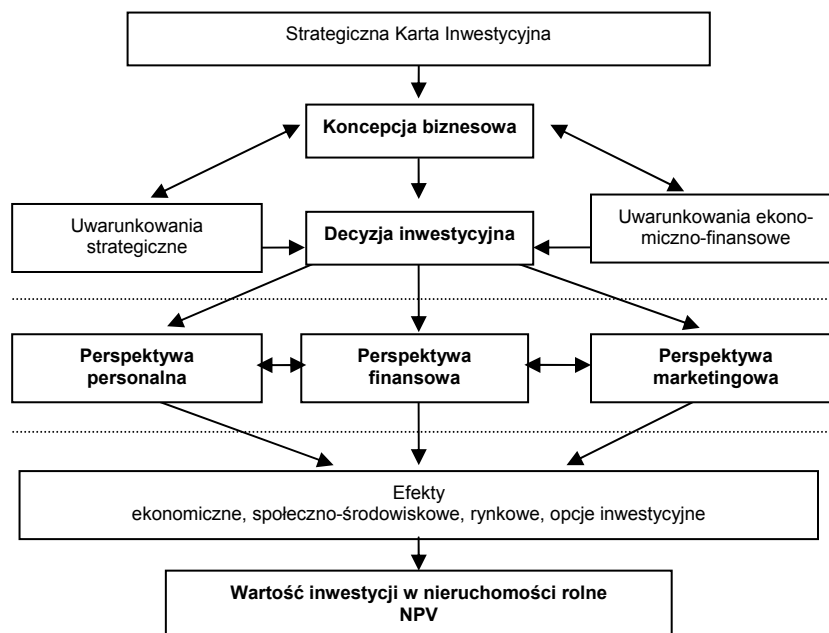 Strategiczna Karta Inwestycyjna
Koncepcja biznesowa
Uwarunkowania
strategiczne
Decyzja inwestycyjna
Uwarunkowania ekono-
miczno-finansowe
Perspektywa
personalna
Perspektywa
finansowa
Perspektywa
marketingowa
Efekty
ekonomiczne, społeczno-środowiskowe, rynkowe, opcje inwestycyjne
Wartość inwestycji w nieruchomości rolne
NPV